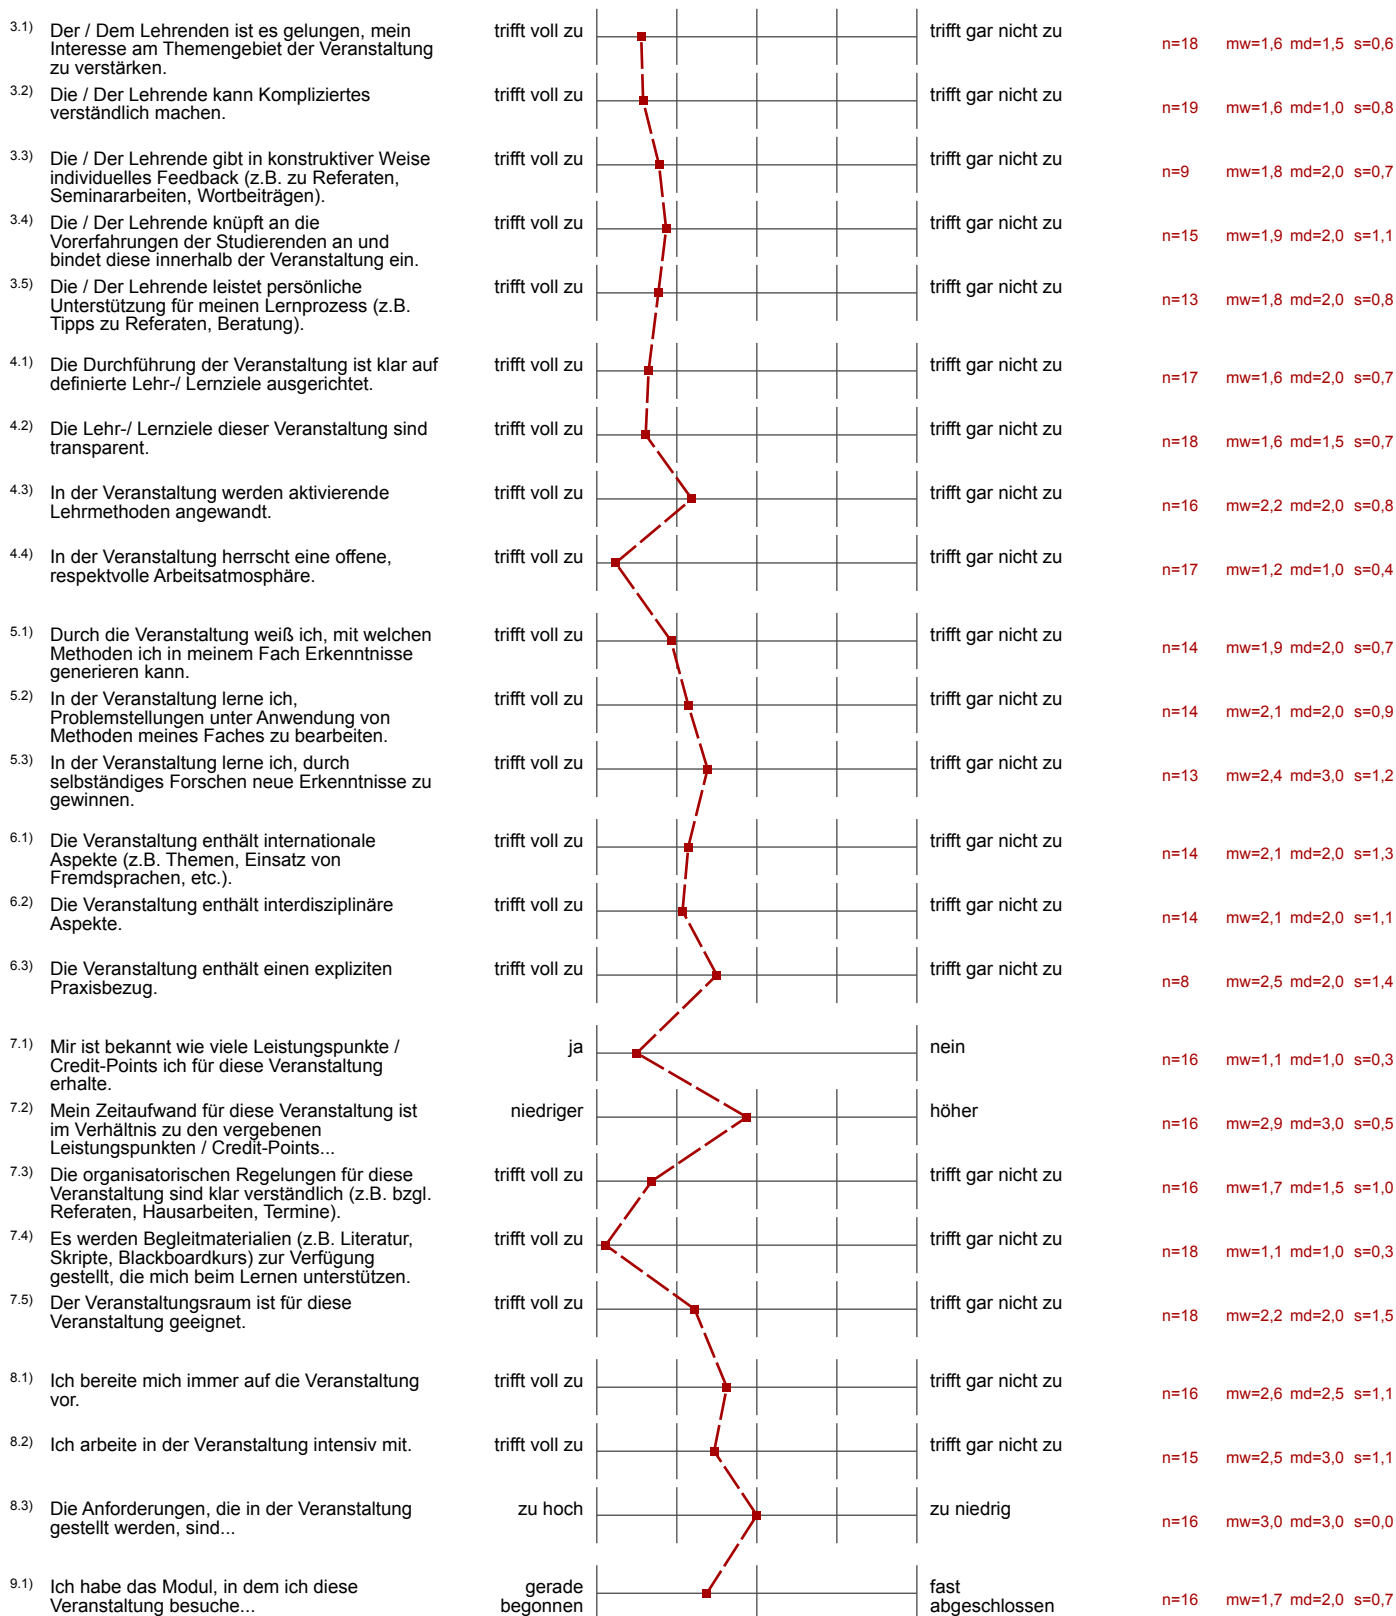 3.1) Der / Dem Lehrenden ist es gelungen, mein trifft voll zu trifft gar nicht zu
Interesse am Themengebiet der Veranstaltung n=18 mw=1,6 md=1,5 s=0,6
zu verstärken.
3.2) Die / Der Lehrende kann Kompliziertes trifft voll zu trifft gar nicht zu
verständlich machen. n=19 mw=1,6 md=1,0 s=0,8
3.3) Die / Der Lehrende gibt in konstruktiver Weise trifft voll zu trifft gar nicht zu
individuelles Feedback (z.B. zu Referaten, n=9 mw=1,8 md=2,0 s=0,7
Seminararbeiten, Wortbeiträgen).
3.4) Die / Der Lehrende knüpft an die trifft voll zu trifft gar nicht zu
Vorerfahrungen der Studierenden an und n=15 mw=1,9 md=2,0 s=1,1
bindet diese innerhalb der Veranstaltung ein.
3.5) Die / Der Lehrende leistet persönliche trifft voll zu trifft gar nicht zu
Unterstützung für meinen Lernprozess (z.B. n=13 mw=1,8 md=2,0 s=0,8
Tipps zu Referaten, Beratung).
4.1) Die Durchführung der Veranstaltung ist klar auf trifft voll zu trifft gar nicht zu
definierte Lehr-/ Lernziele ausgerichtet. n=17 mw=1,6 md=2,0 s=0,7
4.2) Die Lehr-/ Lernziele dieser Veranstaltung sind trifft voll zu trifft gar nicht zu
transparent. n=18 mw=1,6 md=1,5 s=0,7
4.3) In der Veranstaltung werden aktivierende trifft voll zu trifft gar nicht zu
Lehrmethoden angewandt. n=16 mw=2,2 md=2,0 s=0,8
4.4) In der Veranstaltung herrscht eine offene, trifft voll zu trifft gar nicht zu
respektvolle Arbeitsatmosphäre. n=17 mw=1,2 md=1,0 s=0,4
5.1) Durch die Veranstaltung weiß ich, mit welchen trifft voll zu trifft gar nicht zu
Methoden ich in meinem Fach Erkenntnisse n=14 mw=1,9 md=2,0 s=0,7
generieren kann.
5.2) In der Veranstaltung lerne ich, trifft voll zu trifft gar nicht zu
Problemstellungen unter Anwendung von n=14 mw=2,1 md=2,0 s=0,9
Methoden meines Faches zu bearbeiten.
5.3) In der Veranstaltung lerne ich, durch trifft voll zu trifft gar nicht zu
selbständiges Forschen neue Erkenntnisse zu n=13 mw=2,4 md=3,0 s=1,2
gewinnen.
6.1) Die Veranstaltung enthält internationale trifft voll zu trifft gar nicht zu
Aspekte (z.B. Themen, Einsatz von n=14 mw=2,1 md=2,0 s=1,3
Fremdsprachen, etc.).
6.2) Die Veranstaltung enthält interdisziplinäre trifft voll zu trifft gar nicht zu
Aspekte. n=14 mw=2,1 md=2,0 s=1,1
6.3) Die Veranstaltung enthält einen expliziten trifft voll zu trifft gar nicht zu
Praxisbezug. n=8 mw=2,5 md=2,0 s=1,4
7.1) Mir ist bekannt wie viele Leistungspunkte / ja nein
Credit-Points ich für diese Veranstaltung n=16 mw=1,1 md=1,0 s=0,3
erhalte.
7.2) Mein Zeitaufwand für diese Veranstaltung ist niedriger höher
im Verhältnis zu den vergebenen n=16 mw=2,9 md=3,0 s=0,5
Leistungspunkten / Credit-Points...
7.3) Die organisatorischen Regelungen für diese trifft voll zu trifft gar nicht zu
Veranstaltung sind klar verständlich (z.B. bzgl. n=16 mw=1,7 md=1,5 s=1,0
Referaten, Hausarbeiten, Termine).
7.4) Es werden Begleitmaterialien (z.B. Literatur, trifft voll zu trifft gar nicht zu
Skripte, Blackboardkurs) zur Verfügung n=18 mw=1,1 md=1,0 s=0,3
gestellt, die mich beim Lernen unterstützen.
7.5) Der Veranstaltungsraum ist für diese trifft voll zu trifft gar nicht zu
Veranstaltung geeignet. n=18 mw=2,2 md=2,0 s=1,5
8.1) Ich bereite mich immer auf die Veranstaltung trifft voll zu trifft gar nicht zu
vor. n=16 mw=2,6 md=2,5 s=1,1
8.2) Ich arbeite in der Veranstaltung intensiv mit. trifft voll zu trifft gar nicht zu
n=15 mw=2,5 md=3,0 s=1,1
8.3) Die Anforderungen, die in der Veranstaltung zu hoch zu niedrig
gestellt werden, sind... n=16 mw=3,0 md=3,0 s=0,0
9.1) Ich habe das Modul, in dem ich diese gerade fast
Veranstaltung besuche... begonnen abgeschlossen n=16 mw=1,7 md=2,0 s=0,7